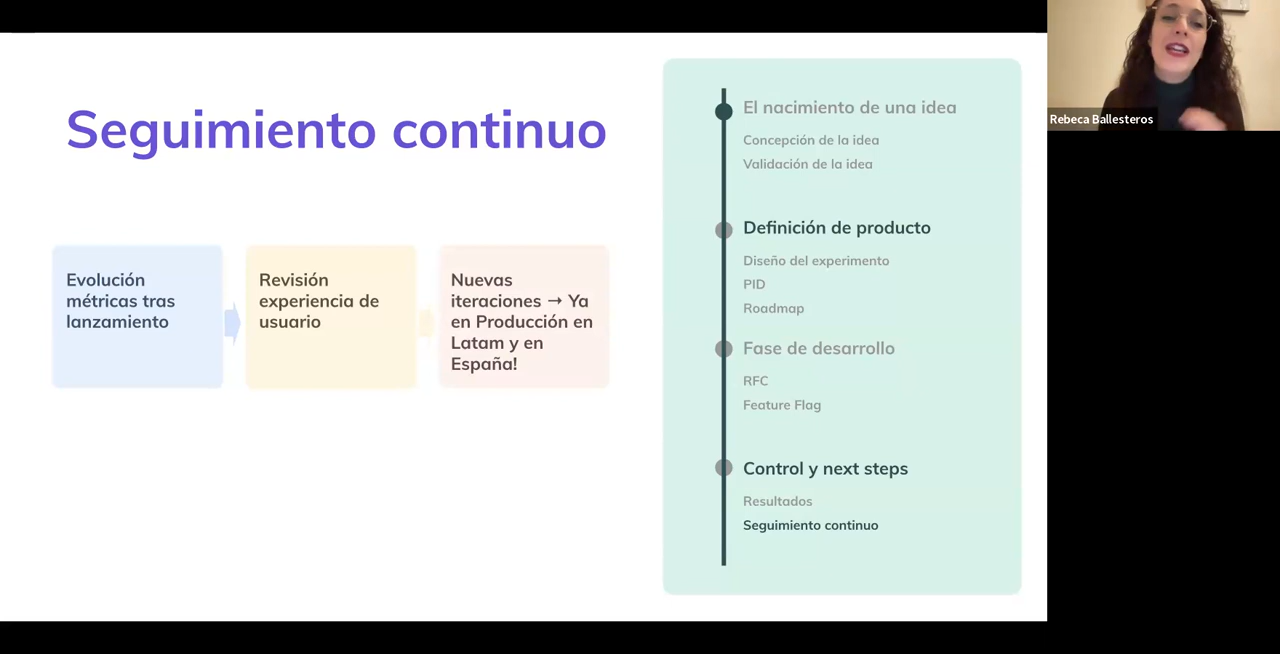 Seguimiento continuo
Evolución
métricas tras
lanzamiento
Revisión
experiencia de
usuario
Nuevas
iteraciones → Ya
en Producción en
Latam y en
España!
El nacimiento de una idea
Concepción de la idea
Validación de la idea
Definición de producto
Diseño del experimento
PID
Roadmap
Fase de desarrollo
RFC
Feature Flag
Control y next steps
Resultados
Seguimiento continuo
Rebeca Ballesteros